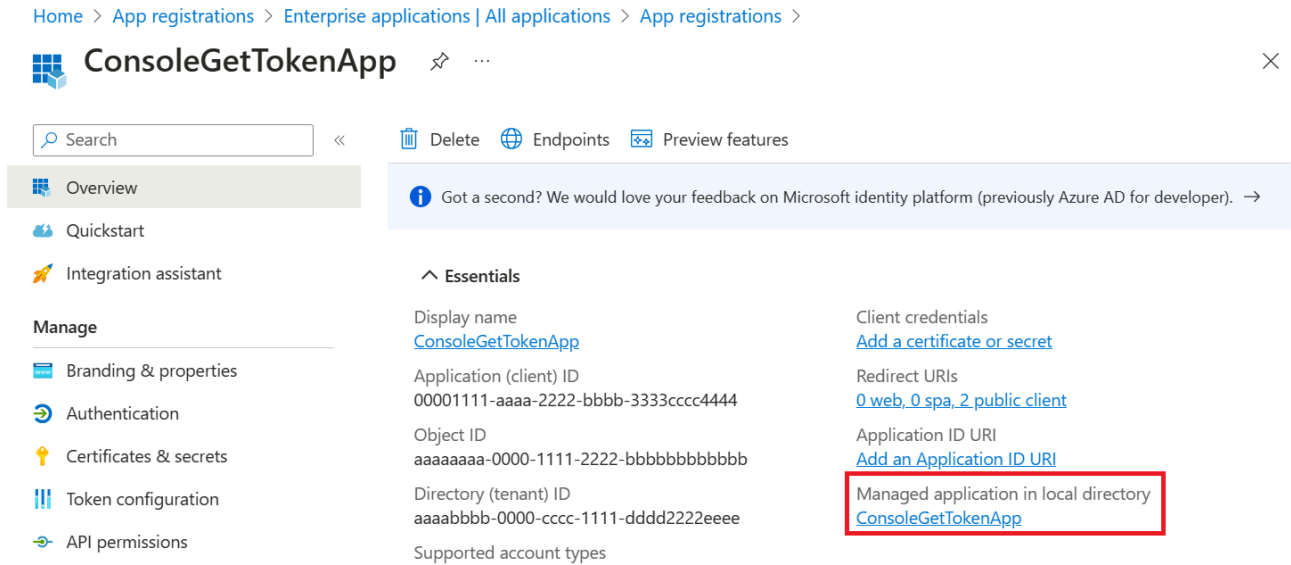 Home > App registrations > Enterprise applications | All applications > App registrations >
ConsoleGetTokenApp
Search
Overview
Quickstart
Integration assistant
Manage
Branding & properties
Authentication
Certificates & secrets
Token configuration
API permissions
Delete Endpoints Preview features
Got a second? We would love your feedback on Microsoft identity platform (previously Azure AD for developer). →
Essentials
Display name
ConsoleGetTokenApp
Application (client) ID
00001111-aaaa-2222-bbbb-3333cccc4444
Object ID
aaaaaaaa-0000-1111-2222-bbbbbbbbbbbb
Directory (tenant) ID
aaaabbbb-0000-cccc-1111-dddd2222eeee
Supported account types
Client credentials
Add a certificate or secret
Redirect URIs
0 web, 0 spa, 2 public client
Application ID URI
Add an Application ID URI
Managed application in local directory
ConsoleGetTokenApp